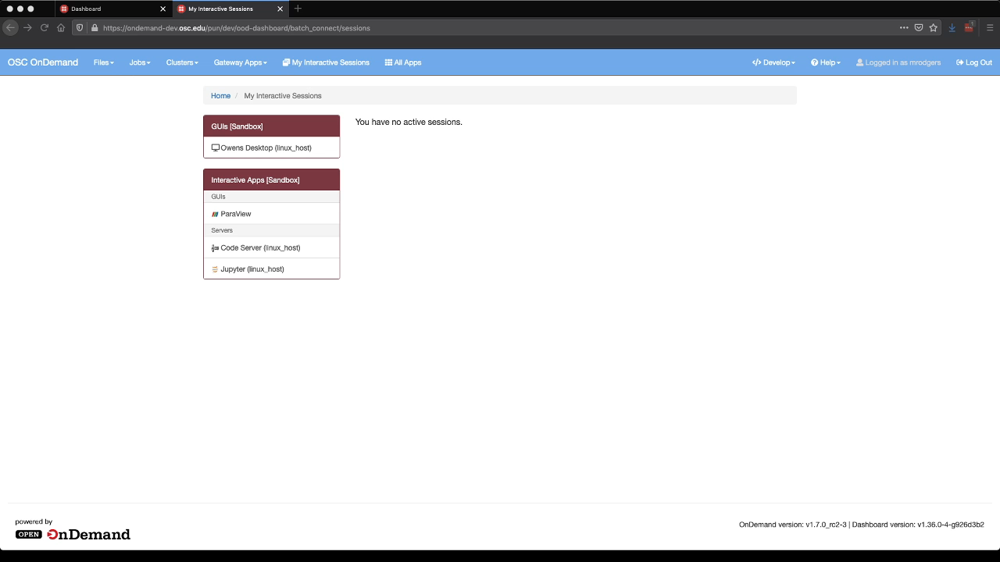 Dashboard
My Interactive Sessions
https://ondemand-dev.osc.edu/pun/dev/ood-dashboard/batch_connect/sessions
OSC OnDemand Files Jobs Clusters Gateway Apps My Interactive Sessions All Apps Develop Help Logged in as mrodgers Log Out
Home / My Interactive Sessions
GUIs [Sandbox]
Owens Desktop (linux_host)
Interactive Apps [Sandbox]
GUIs
ParaView
Servers
Code Server (linux_host)
Jupyter (linux_host)
You have no active sessions.
powered by
OPEN OnDemand
OnDemand version: v1.7.0_rc2-3 | Dashboard version: v1.36.0-4-g926d3b2